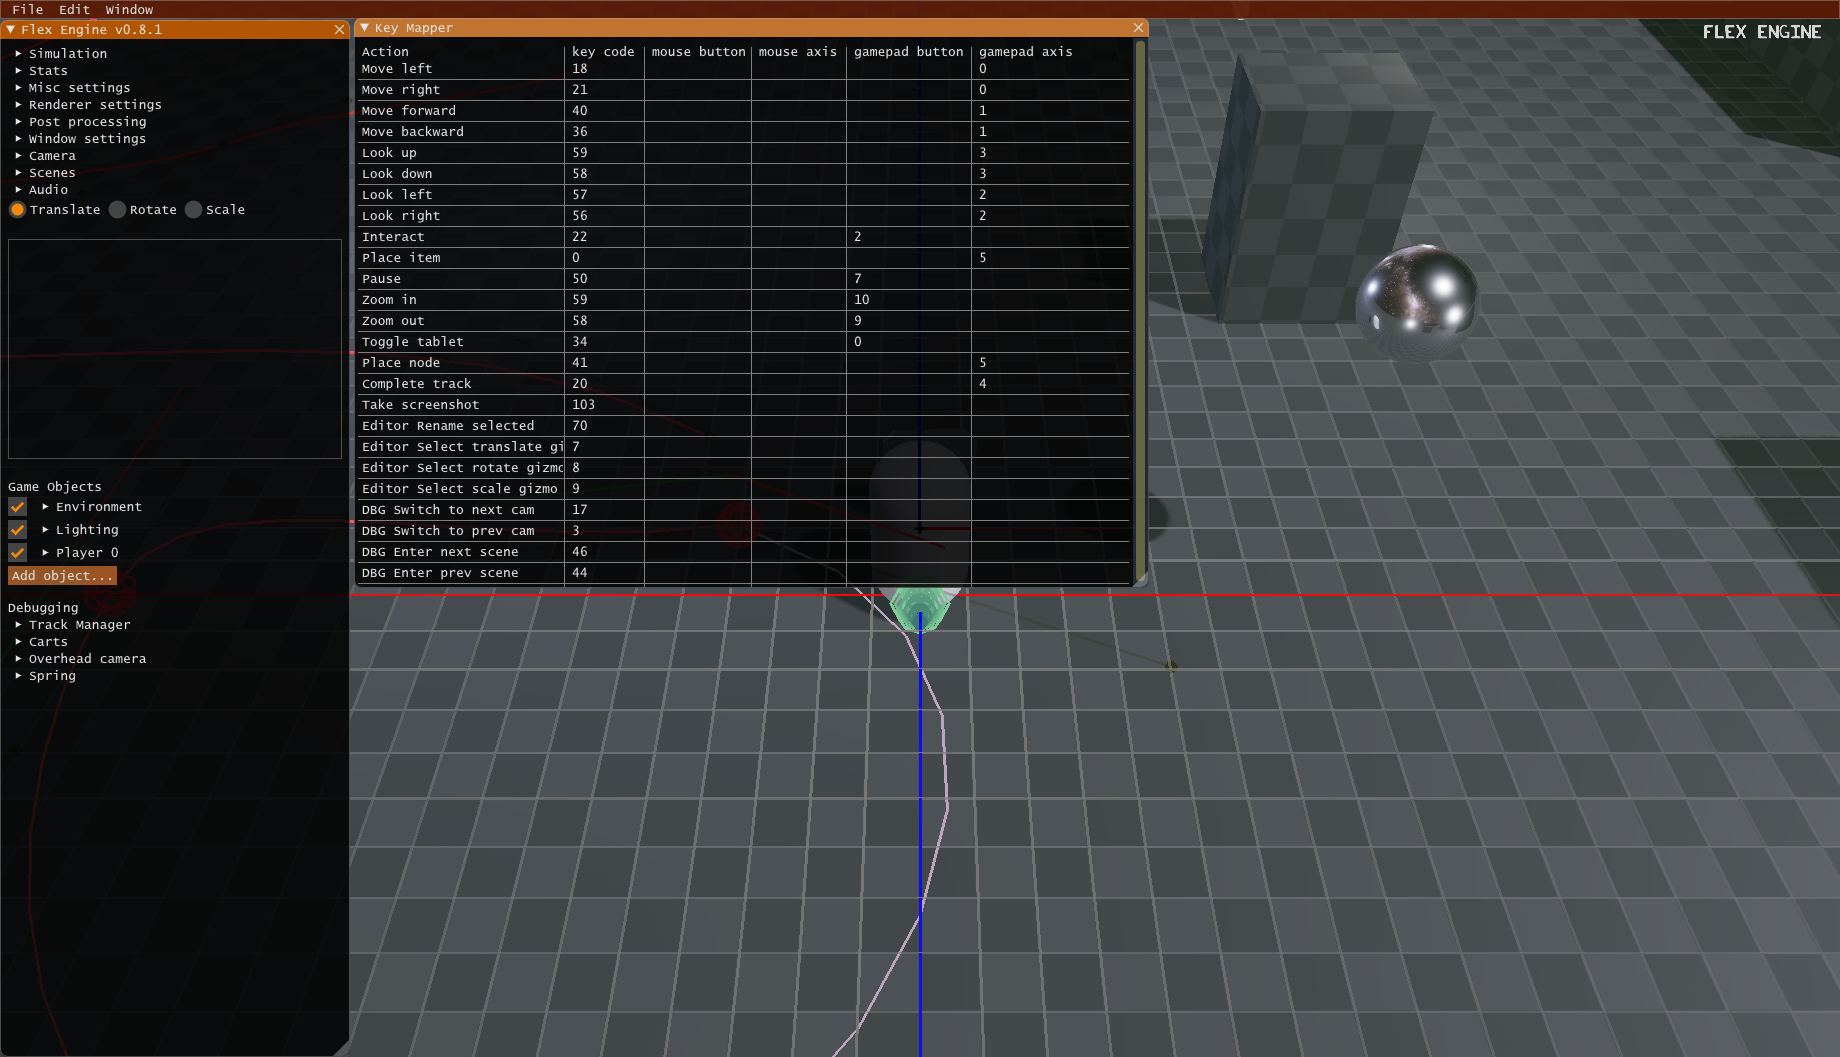 File Edit Window
Flex Engine v0.8.1
Simulation
Stats
Misc settings
Renderer settings
Post processing
Window settings
Camera
Scenes
Audio
Translate Rotate Scale
Game Objects
Environment
Lighting
Player 0
Add object...
Debugging
Track Manager
Carts
Overhead camera
Spring
Key Mapper
Action key code mouse button mouse axis gamepad button gamepad axis
Move left 18 0
Move right 21 0
Move forward 40 1
Move backward 36 1
Look up 59 3
Look down 58 3
Look left 57 2
Look right 56 2
Interact 22 2
Place item 0 5
Pause 50 7
Zoom in 59 10
Zoom out 58 9
Toggle tablet 34 0
Place node 41 5
Complete track 20 4
Take screenshot 103
Editor Rename selected 70
Editor Select translate gi 7
Editor Select rotate gizmo 8
Editor Select scale gizmo 9
DBG Switch to next cam 17
DBG Switch to prev cam 3
DBG Enter next scene 46
DBG Enter prev scene 44
FLEX ENGINE